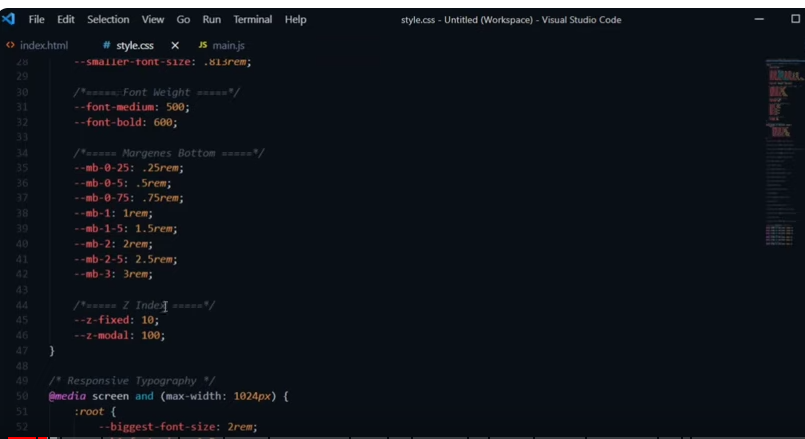 File Edit Selection View Go Run Terminal Help style.css - Untitled (Workspace) - Visual Studio Code
index.html # style.css X JS main.js
28 --smaller-font-size: .813rem;
29
30 /*===== Font Weight =====*/
31 --font-medium: 500;
32 --font-bold: 600;
33
34 /*===== Margenes Bottom =====*/
35 --mb-0-25: .25rem;
36 --mb-0-5: .5rem;
37 --mb-0-75: .75rem;
38 --mb-1: 1rem;
39 --mb-1-5: 1.5rem;
40 --mb-2: 2rem;
41 --mb-2-5: 2.5rem;
42 --mb-3: 3rem;
43
44 /*===== Z Index =====*/
45 --z-fixed: 10;
46 --z-modal: 100;
47 }
48
49 /* Responsive Typography */
50 @media screen and (max-width: 1024px) {
51 :root {
52 --biggest-font-size: 2rem;